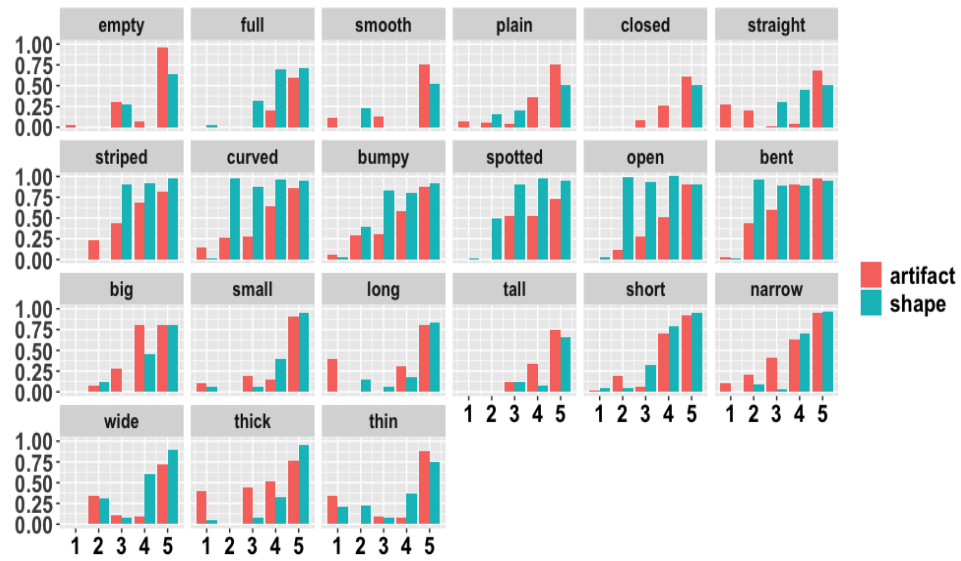 empty full smooth plain closed straight
1.00
0.75
0.50
0.25
0.00
striped curved bumpy spotted open bent
1.00
0.75
0.50
0.25
0.00
big small long tall short narrow
1.00
0.75
0.50
0.25
0.00
1 2 3 4 5 1 2 3 4 5 1 2 3 4 5
wide thick thin
1.00
0.75
0.50
0.25
0.00
1 2 3 4 5 1 2 3 4 5 1 2 3 4 5
artifact
shape